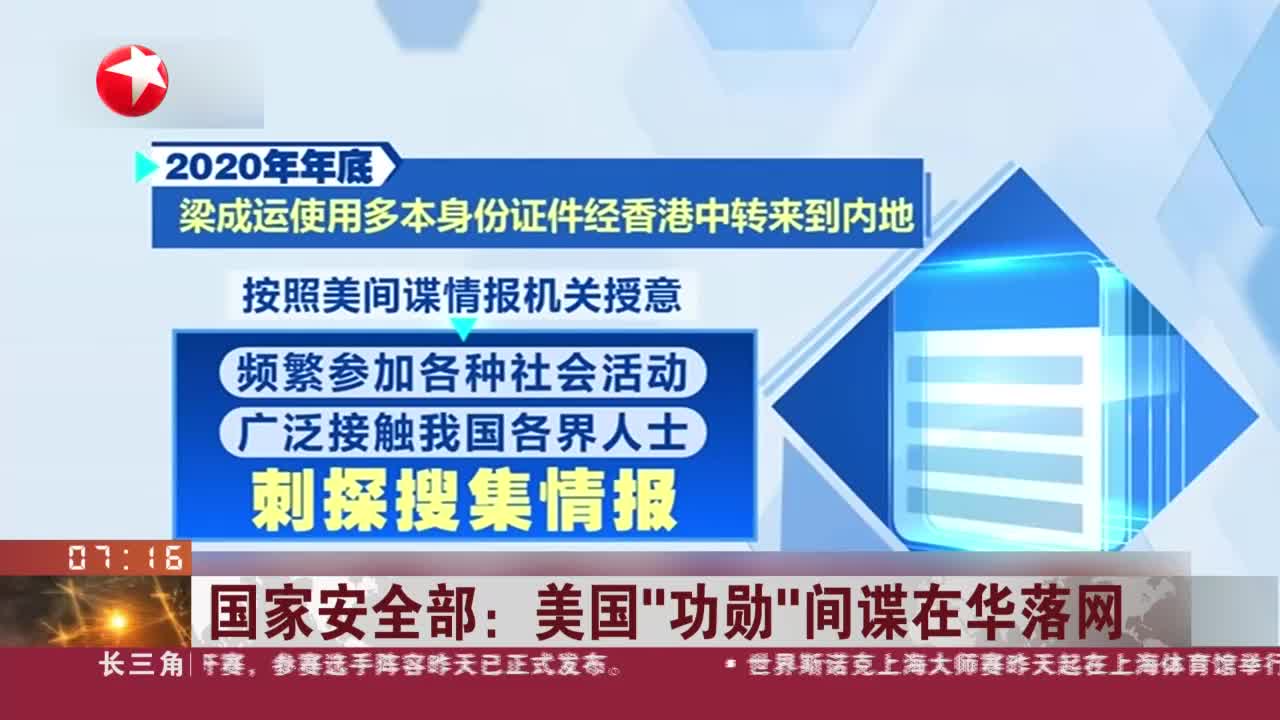 2020年年底
梁成运使用多本身份证件经香港中转来到内地
按照美间谍情报机关授意
频繁参加各种社会活动
广泛接触我国各界人士
刺探搜集情报
07:16
国家安全部：美国"功勋"间谍在华落网
长三角
赛，参赛选手阵容昨天已正式发布。 •世界斯诺克上海大师赛昨天起在上海体育馆举行